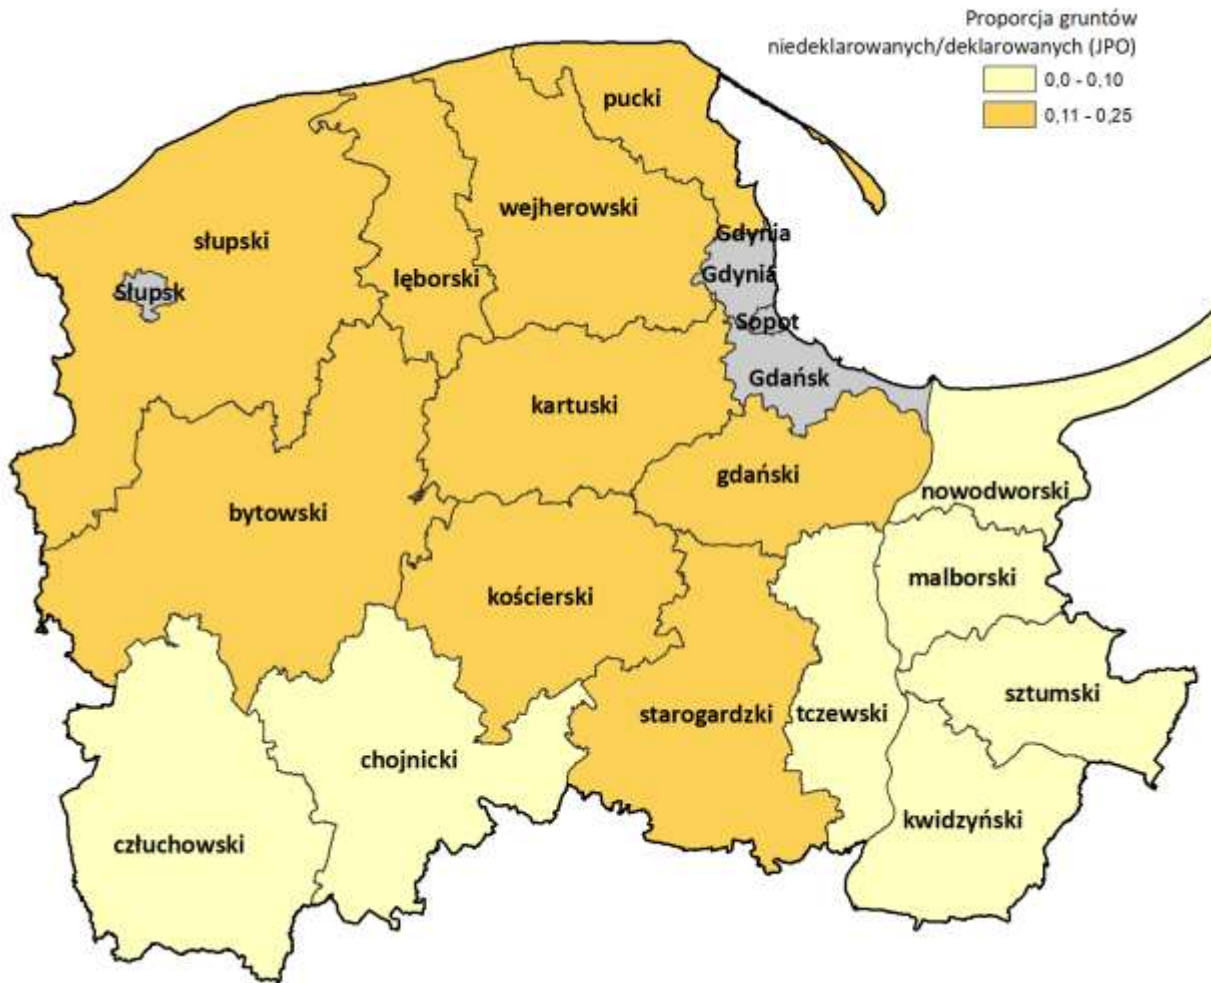 Proporcja gruntów
niedeklarowanych/deklarowanych (JPO)
0,0 - 0,10
0,11 - 0,25
pucki
wejherowski
słupski
Gdynia
lęborski
Gdynia
Słupsk
Sopot
Gdańsk
kartuski
gdański
nowodworski
bytowski
malborski
kościerski
sztumski
starogardzki
tczewski
chojnicki
kwidzyński
człuchowski